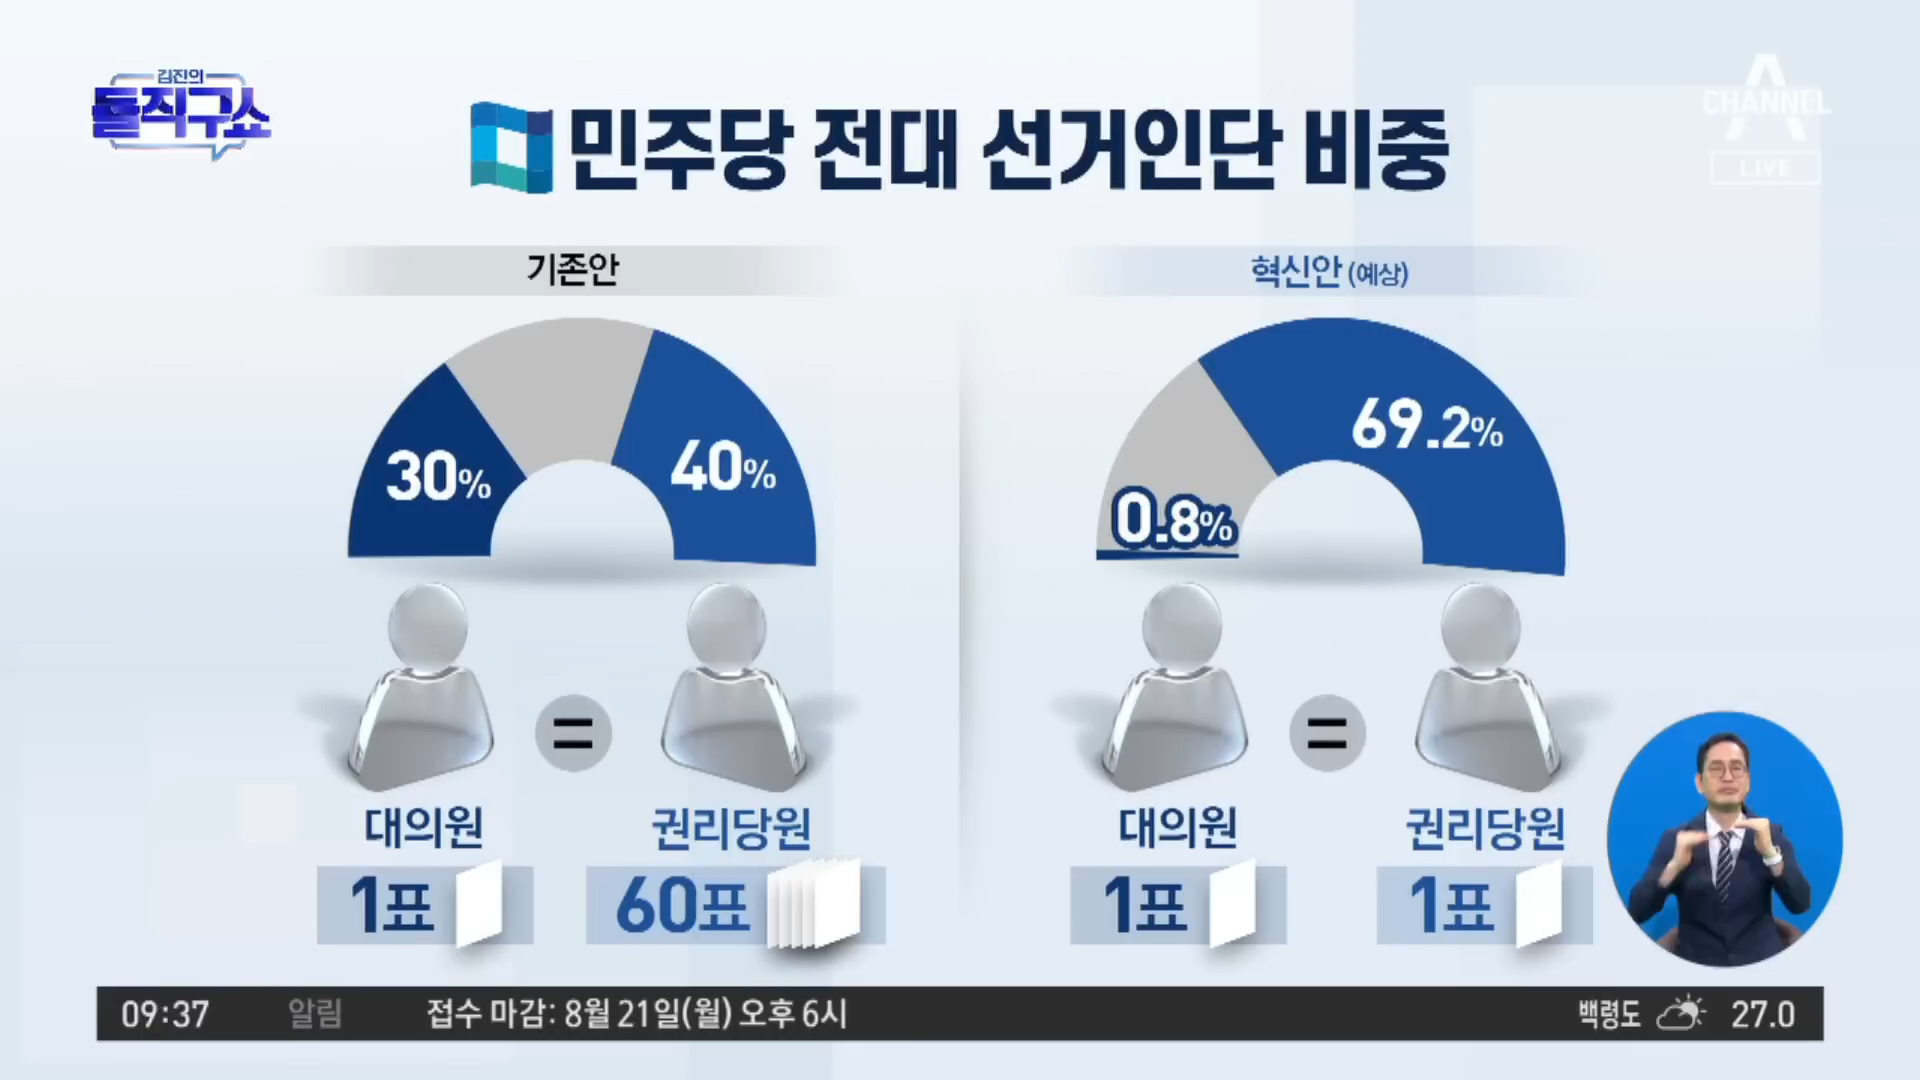 김진의
돌직구쇼
민주당 전대 선거인단 비중
CHANNEL A
LIVE
기존안
혁신안 (예상)
30%
40%
0.8%
69.2%
대의원
=
권리당원
대의원
=
권리당원
1표
60표
1표
1표
09:37
알림
접수 마감: 8월 21일(월) 오후 6시
백령도
27.0